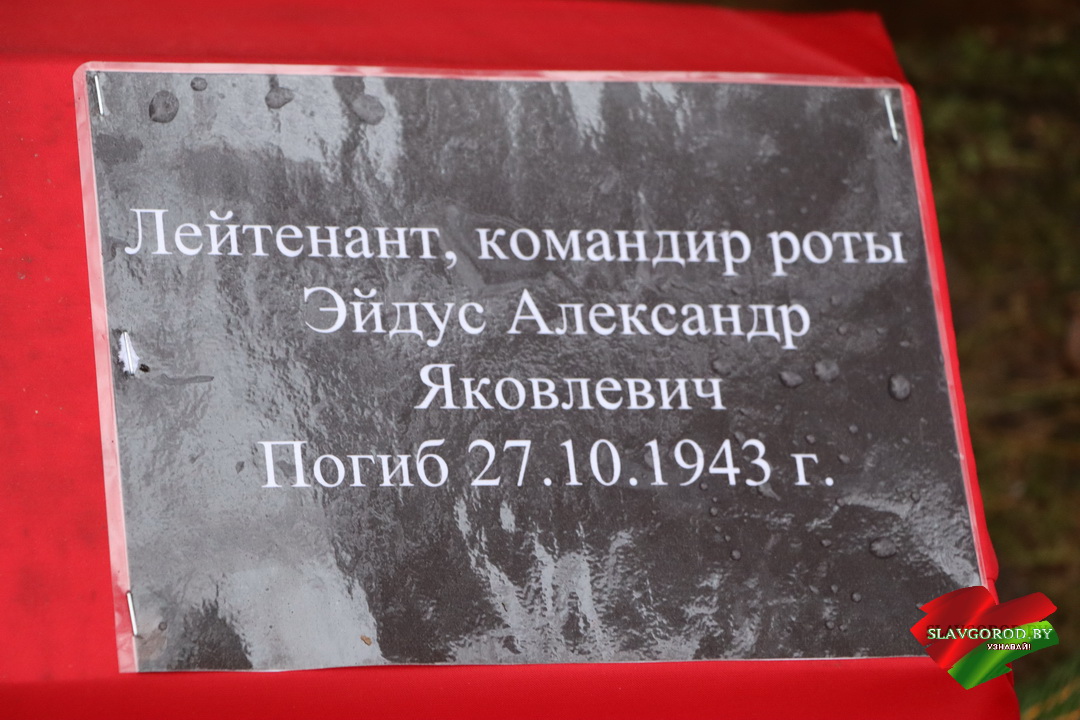 Лейтенант, командир роты
Эйдус Александр
Яковлевич
Погиб 27.10.1943 г.
SLAVGOROD.BY
УЗНАВАЙ!